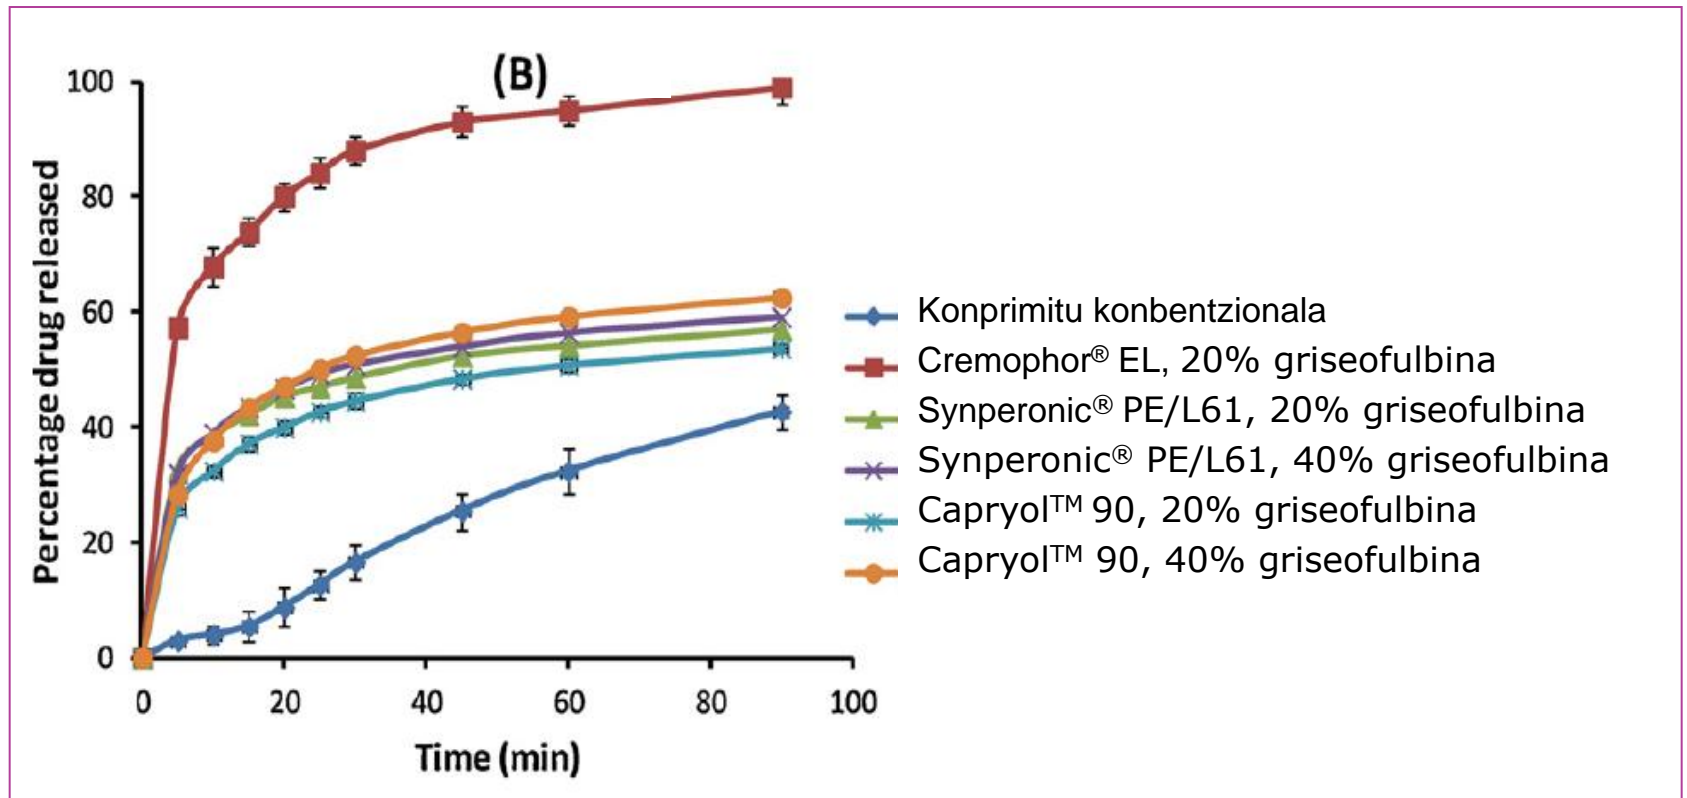 (B)
Percentage drug released
100
80
60
40
20
0
0 20 40 60 80 100
Time (min)
Konprimitu konbentzionala
Cremophor® EL, 20% griseofulbina
Synperonic® PE/L61, 20% griseofulbina
Synperonic® PE/L61, 40% griseofulbina
Capryol™ 90, 20% griseofulbina
Capryol™ 90, 40% griseofulbina